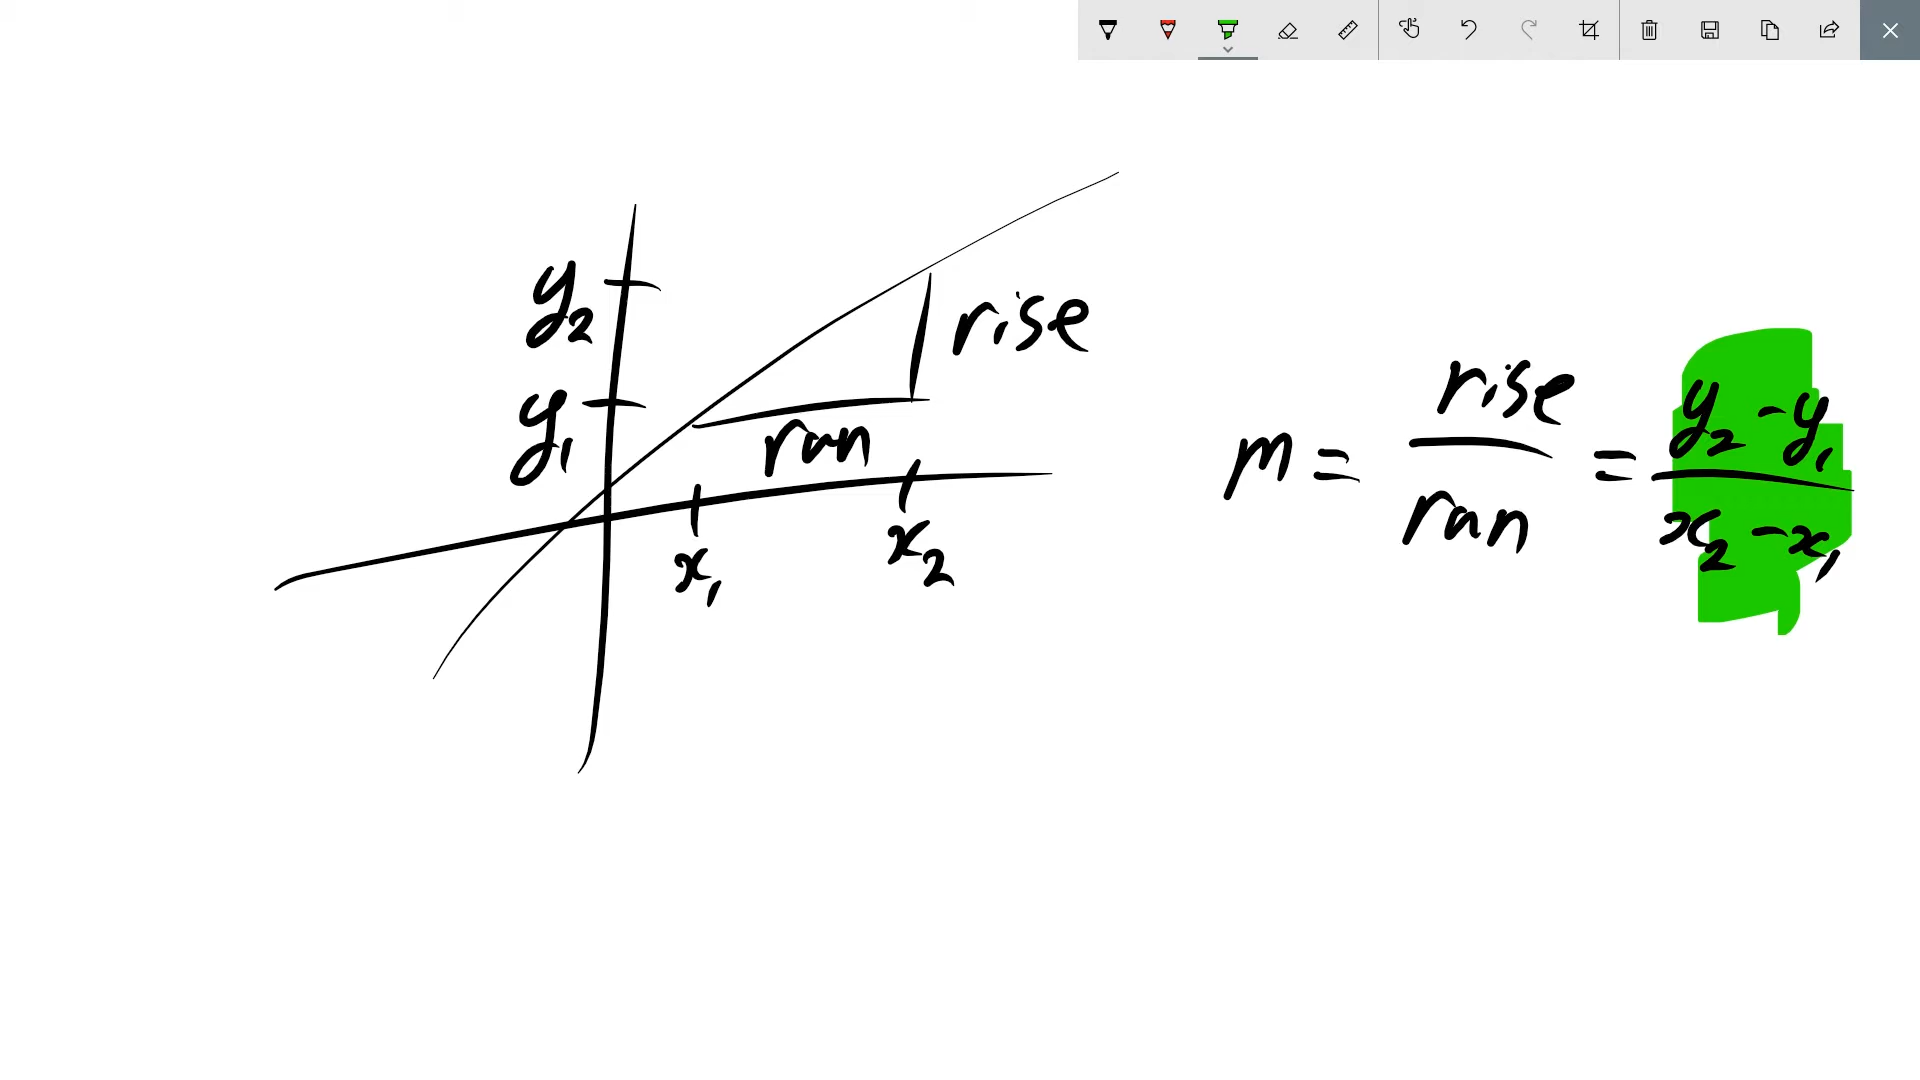 y₂
y₁
rise
run
x₁
x₂
m = rise/run = y₂ - y₁/x₂ - x₁